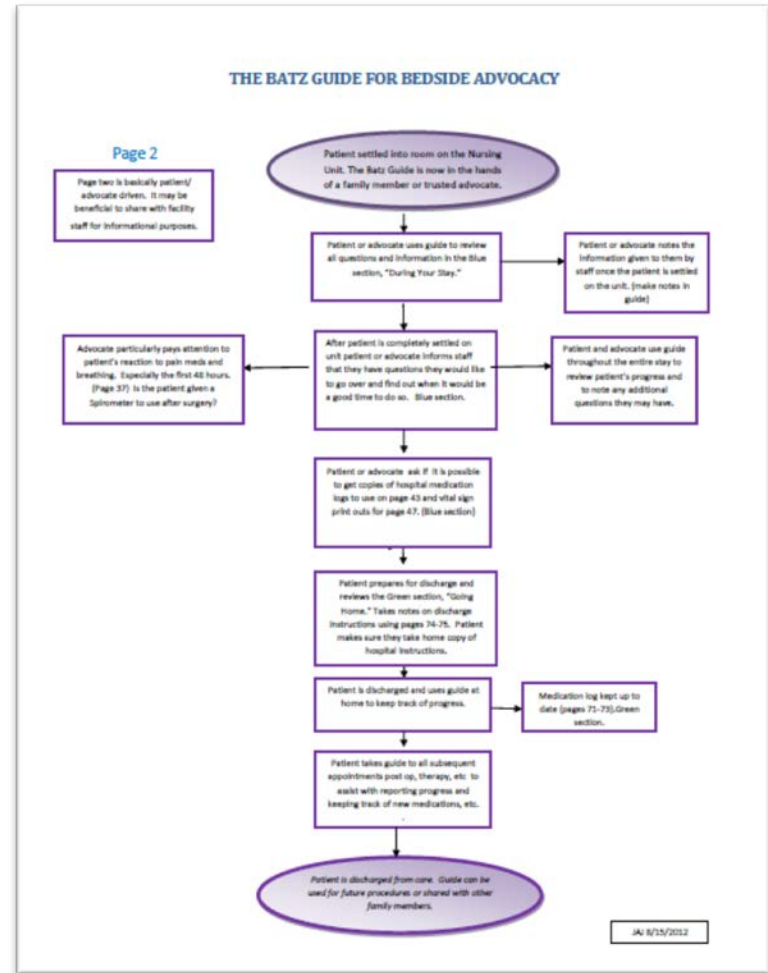 THE BATZ GUIDE FOR BEDSIDE ADVOCACY
Page 2
Page two is basically patient/
advocate driven. It may be
beneficial to share with facility
staff for informational purposes.
Patient settled into room on the Nursing
Unit. The Batz Guide is now in the hands
of a family member or trusted advocate.
Patient or advocate uses guide to review
all questions and information in the Blue
section, "During Your Stay."
Patient or advocate notes the
information given to them by
staff once the patient is settled
on the unit. (make notes in
guide)
Advocate particularly pays attention to
patient's reaction to pain meds and
breathing. Especially the first 48 hours.
(Page 37) Is the patient given a
Spirometer to use after surgery?
After patient is completely settled on
unit patient or advocate informs staff
that they have questions they would like
to go over and find out when it would be
a good time to do so. Blue section.
Patient and advocate use guide
throughout the entire stay to
review patient's progress and
to note any additional
questions they may have.
Patient or advocate ask if it is possible
to get copies of hospital medication
logs to use on page 43 and vital sign
print outs for page 47. (Blue section)
Patient prepares for discharge and
reviews the Green section, "Going
Home." Takes notes on discharge
instructions using pages 74-75. Patient
makes sure they take home copy of
hospital instructions.
Patient is discharged and uses guide at
home to keep track of progress.
Medication log kept up to
date (pages 71-73).Green
section.
Patient takes guide to all subsequent
appointments post op, therapy, etc to
assist with reporting progress and
keeping track of new medications, etc.
.
Patient is discharged from care. Guide can be
used for future procedures or shared with other
family members.
JAJ 8/15/2012